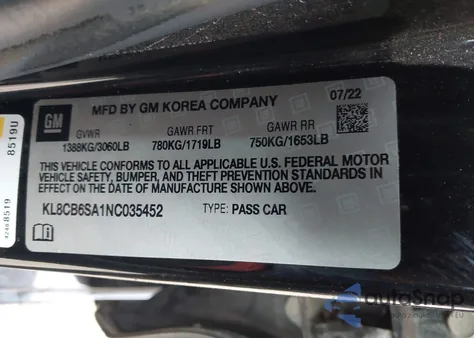 GM
MFD BY GM KOREA COMPANY
07/22
GVWR GAWR FRT GAWR RR
1388KG/3060LB 780KG/1719LB 750KG/1653LB
THIS VEHICLE CONFORMS TO ALL APPLICABLE U.S. FEDERAL MOTOR
VEHICLE SAFETY, BUMPER, AND THEFT PREVENTION STANDARDS IN
EFFECT ON THE DATE OF MANUFACTURE SHOWN ABOVE.
KL8CB6SA1NC035452 TYPE: PASS CAR
8519U
42488519
autoSnap